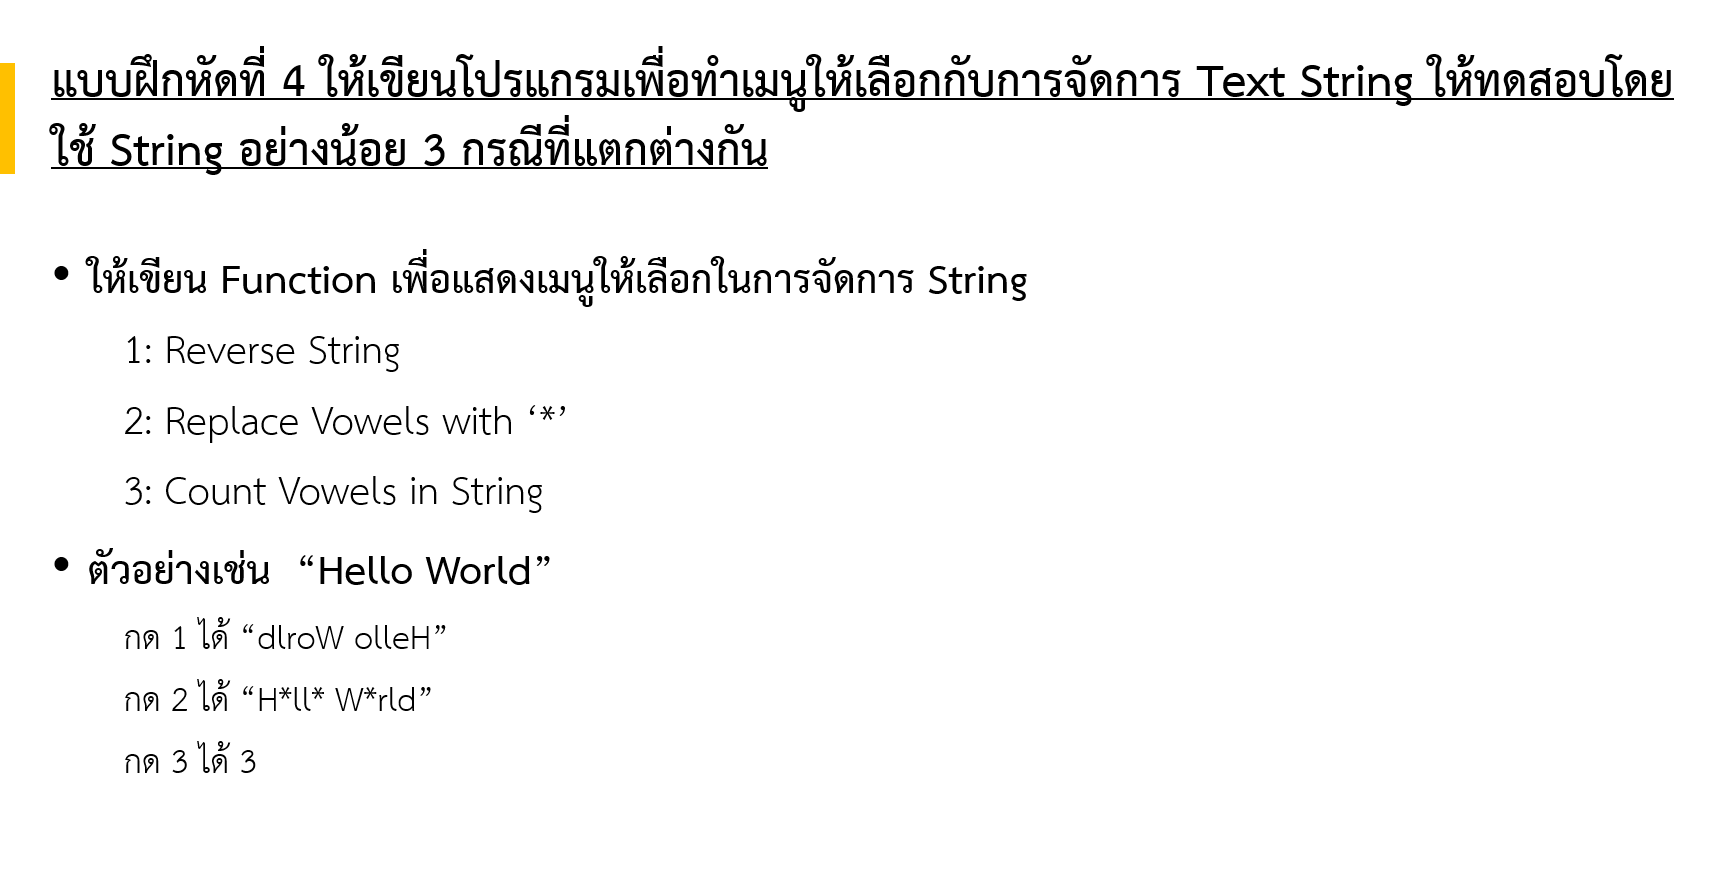 แบบฝึกหัดที่ 4 ให้เขียนโปรแกรมเพื่อทำเมนูให้เลือกกับการจัดการ Text String ให้ทดสอบโดย
ใช้ String อย่างน้อย 3 กรณีที่แตกต่างกัน
• ให้เขียน Function เพื่อแสดงเมนูให้เลือกในการจัดการ String
1: Reverse String
2: Replace Vowels with ‘*’
3: Count Vowels in String
• ตัวอย่างเช่น “Hello World”
กด 1 ได้ “dlroW olleH”
กด 2 ได้ “H*ll* W*rld”
กด 3 ได้ 3